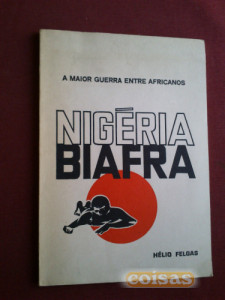 A MAIOR GUERRA ENTRE AFRICANOS
NIGÉRIA
BIAFRA
HÉLIO FELGAS
coisas